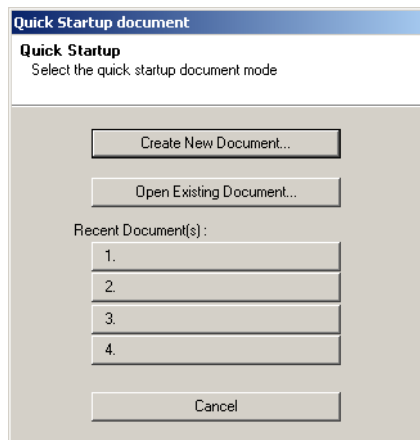 Quick Startup document
Quick Startup
Select the quick startup document mode
Create New Document...
Open Existing Document...
Recent Document(s) :
1.
2.
3.
4.
Cancel